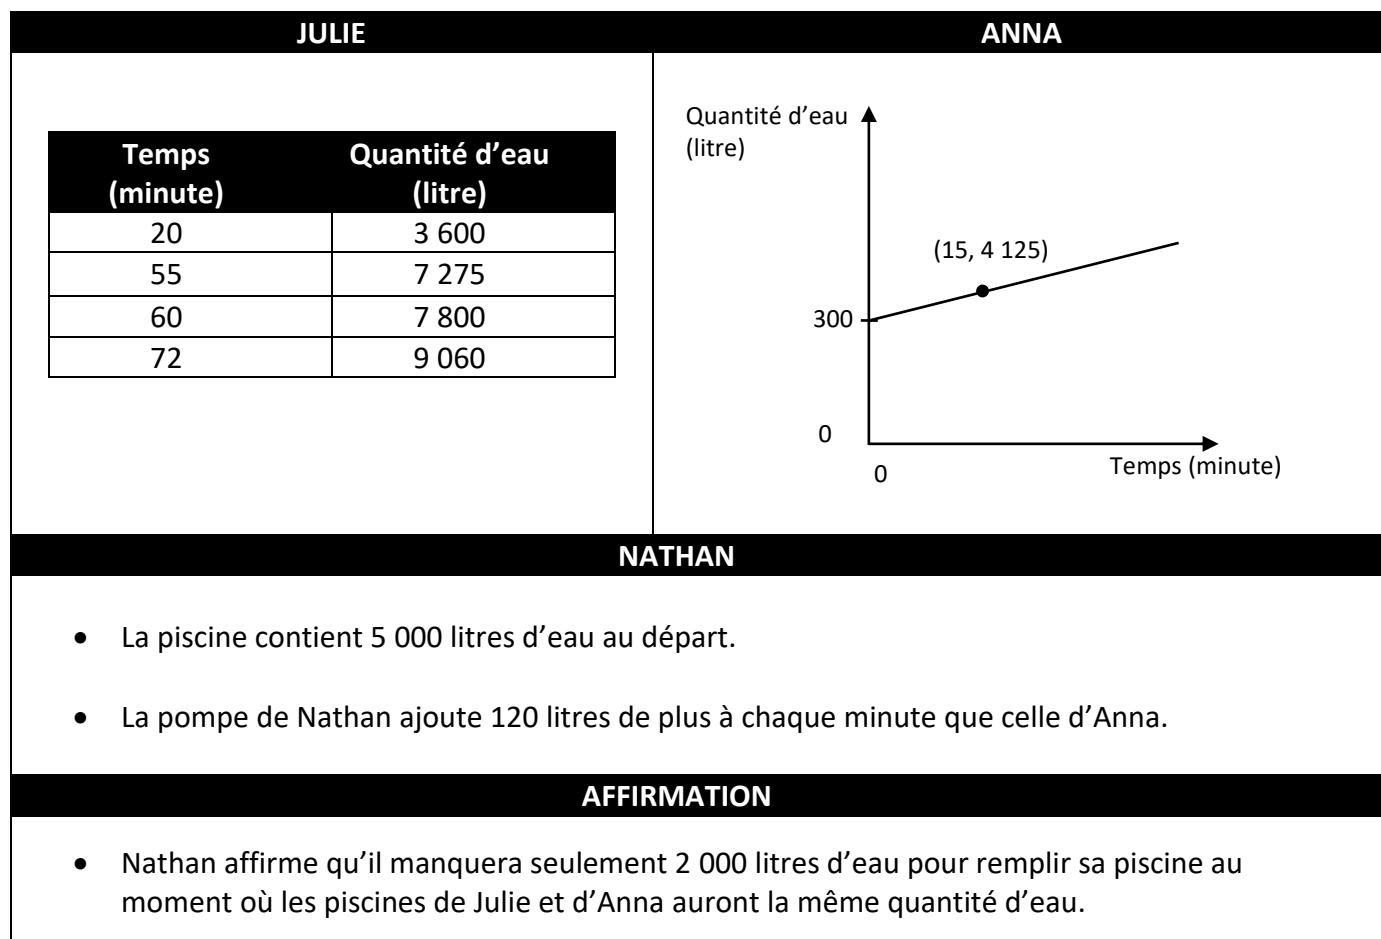 JULIE
ANNA
Temps
(minute)
Quantité d’eau
(litre)
20 3 600
55 7 275
60 7 800
72 9 060
Quantité d’eau
(litre)
(15, 4 125)
300
0
0
Temps (minute)
NATHAN
• La piscine contient 5 000 litres d’eau au départ.
• La pompe de Nathan ajoute 120 litres de plus à chaque minute que celle d’Anna.
AFFIRMATION
• Nathan affirme qu’il manquera seulement 2 000 litres d’eau pour remplir sa piscine au
moment où les piscines de Julie et d’Anna auront la même quantité d’eau.